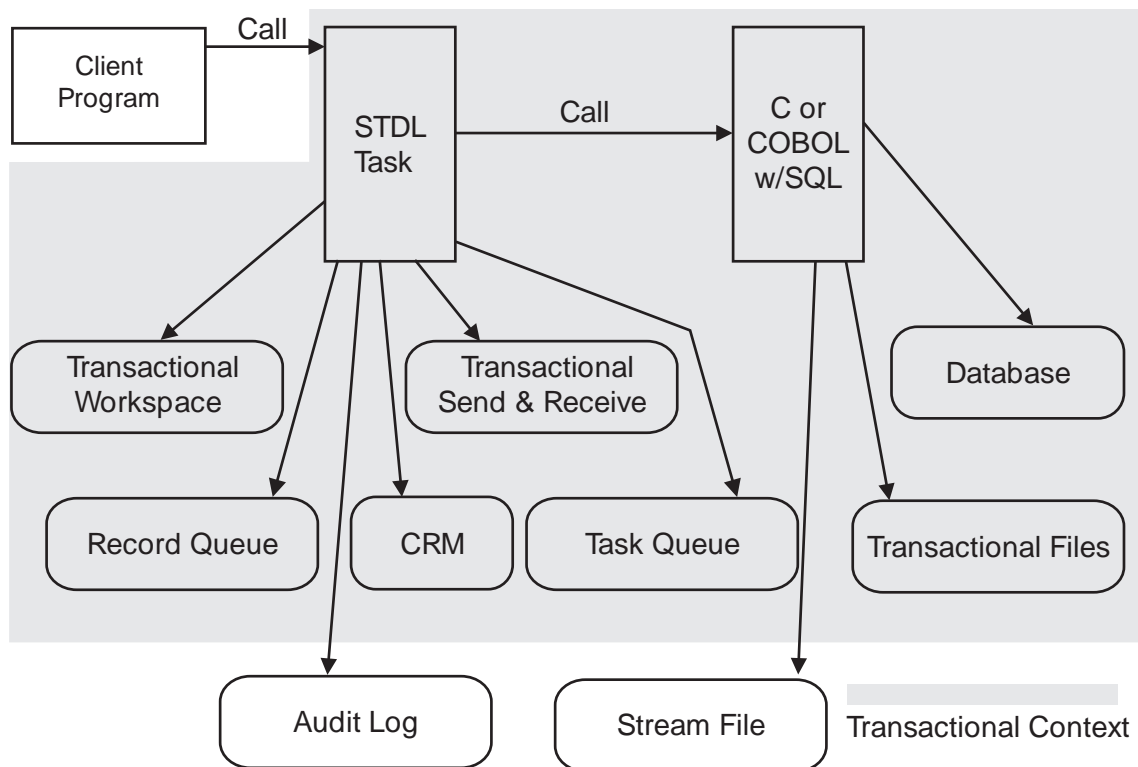 Call
Client
Program
STDL
Task
Call
C or
COBOL
w/SQL
Transactional
Workspace
Transactional
Send & Receive
Database
Record Queue
CRM
Task Queue
Transactional Files
Audit Log
Stream File
Transactional Context